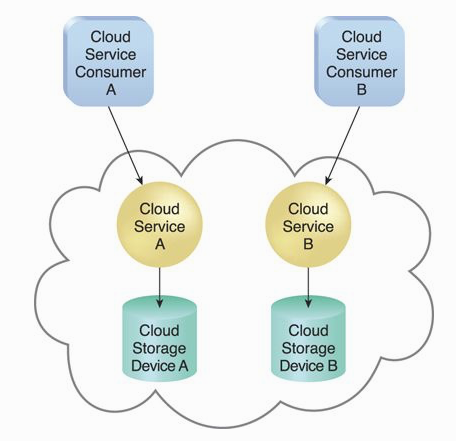 Cloud
Service
Consumer
A
Cloud
Service
Consumer
B
Cloud
Service
A
Cloud
Service
B
Cloud
Storage
Device A
Cloud
Storage
Device B